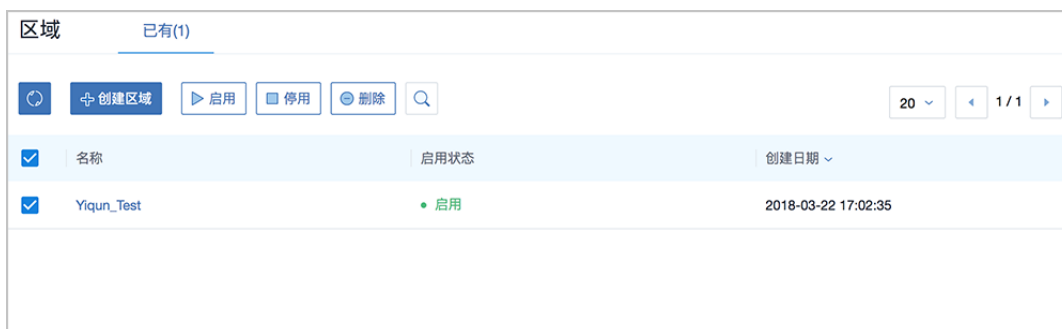 区域 已有(1)
创建区域 启用 停用 删除 20 1 / 1
名称 启用状态 创建日期
Yiqun_Test 启用 2018-03-22 17:02:35